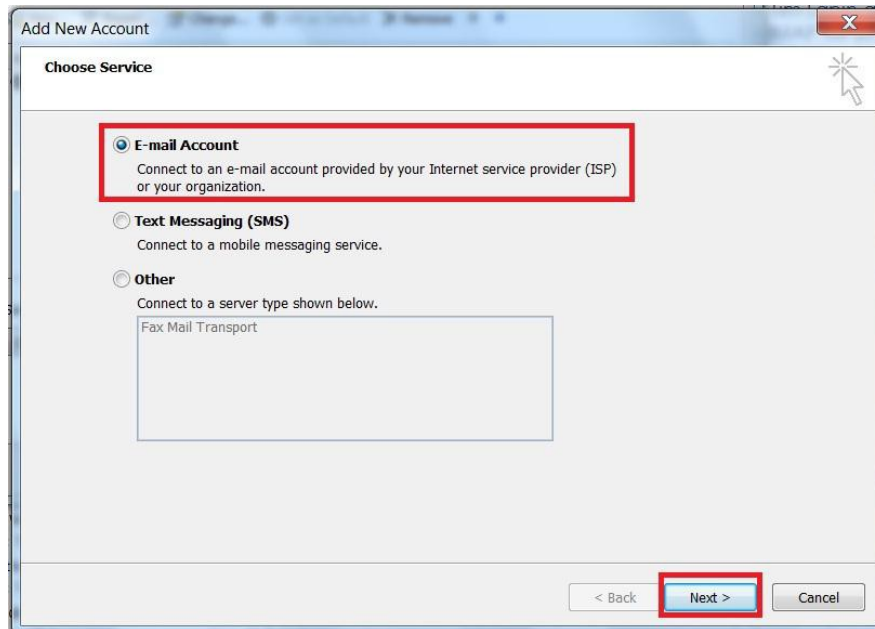 Add New Account
Choose Service
E-mail Account
Connect to an e-mail account provided by your Internet service provider (ISP)
or your organization.
Text Messaging (SMS)
Connect to a mobile messaging service.
Other
Connect to a server type shown below.
Fax Mail Transport
< Back
Next >
Cancel